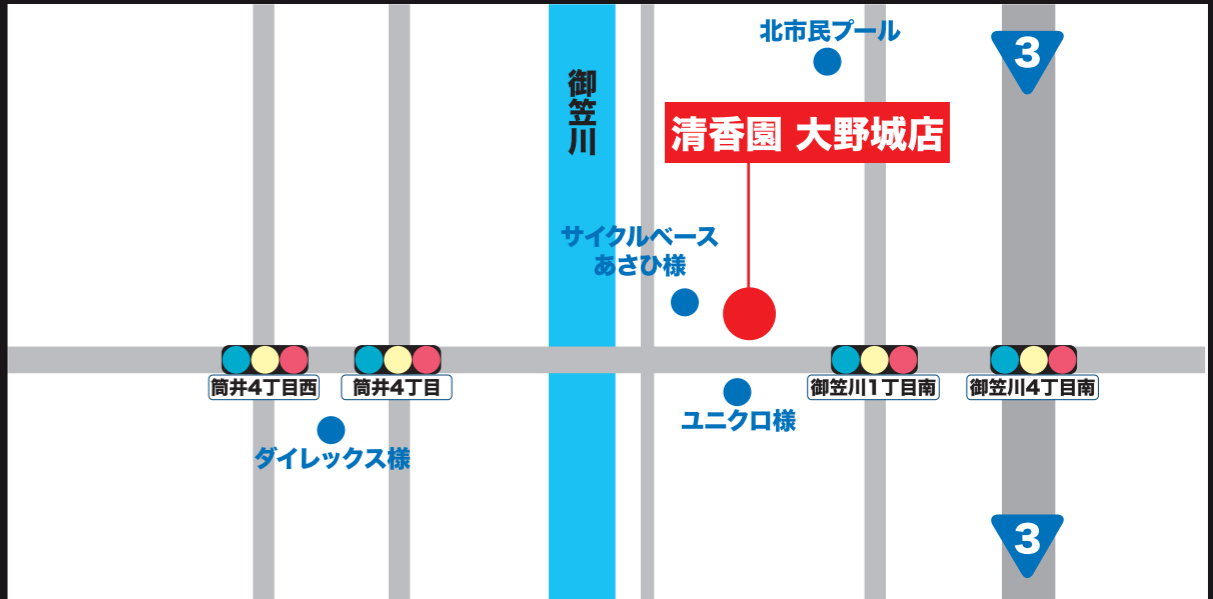 北市民プール
3
御笠川
清香園 大野城店
サイクルベース
あさひ様
筒井4丁目西
筒井4丁目
御笠川1丁目南
御笠川4丁目南
ユニクロ様
ダイレックス様
3